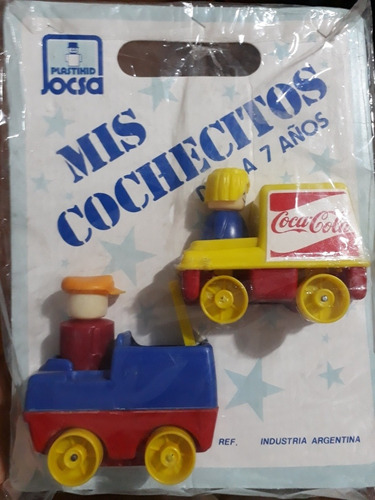 PLASTIKID
JOCSA
MIS
COCHECITOS
A 7 AÑOS
Coca-Cola
REF. INDUSTRIA ARGENTINA